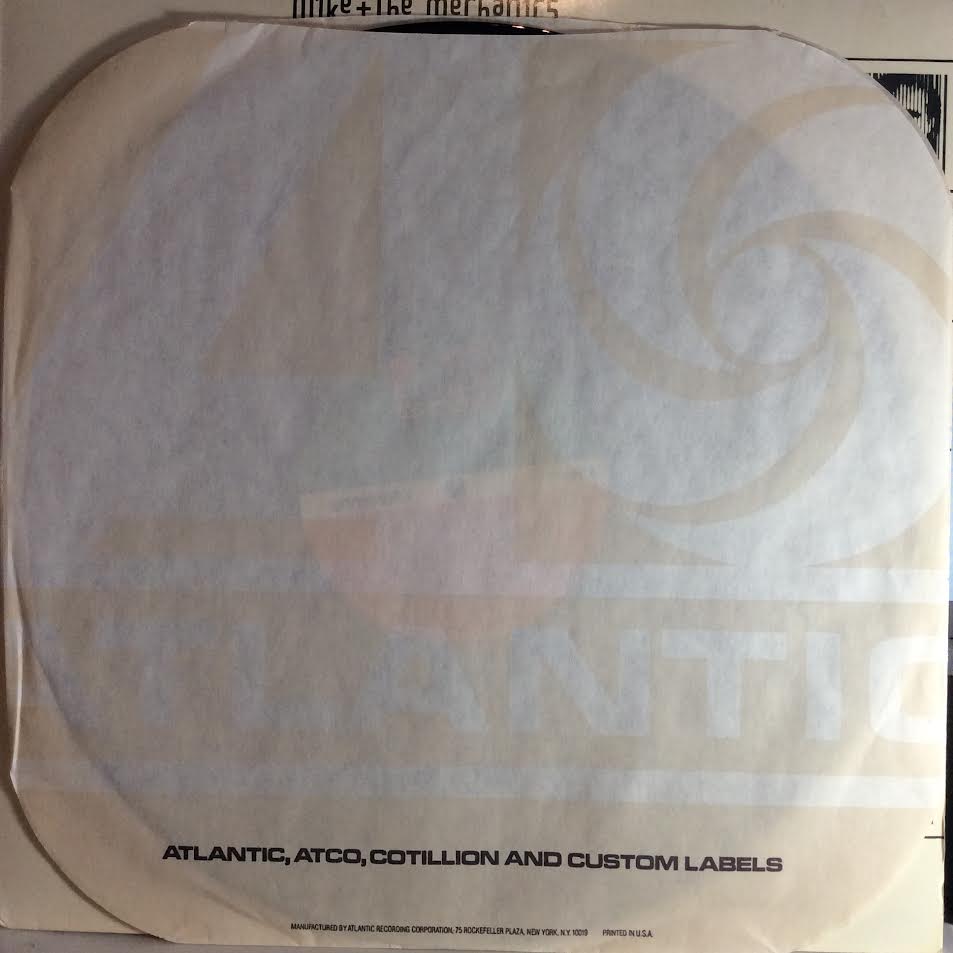 mike + the mechanics
ATLANTIC
ATLANTIC, ATCO, COTILLION AND CUSTOM LABELS
MANUFACTURED BY ATLANTIC RECORDING CORPORATION, 75 ROCKEFELLER PLAZA, NEW YORK, N.Y. 10019 PRINTED IN U.S.A.